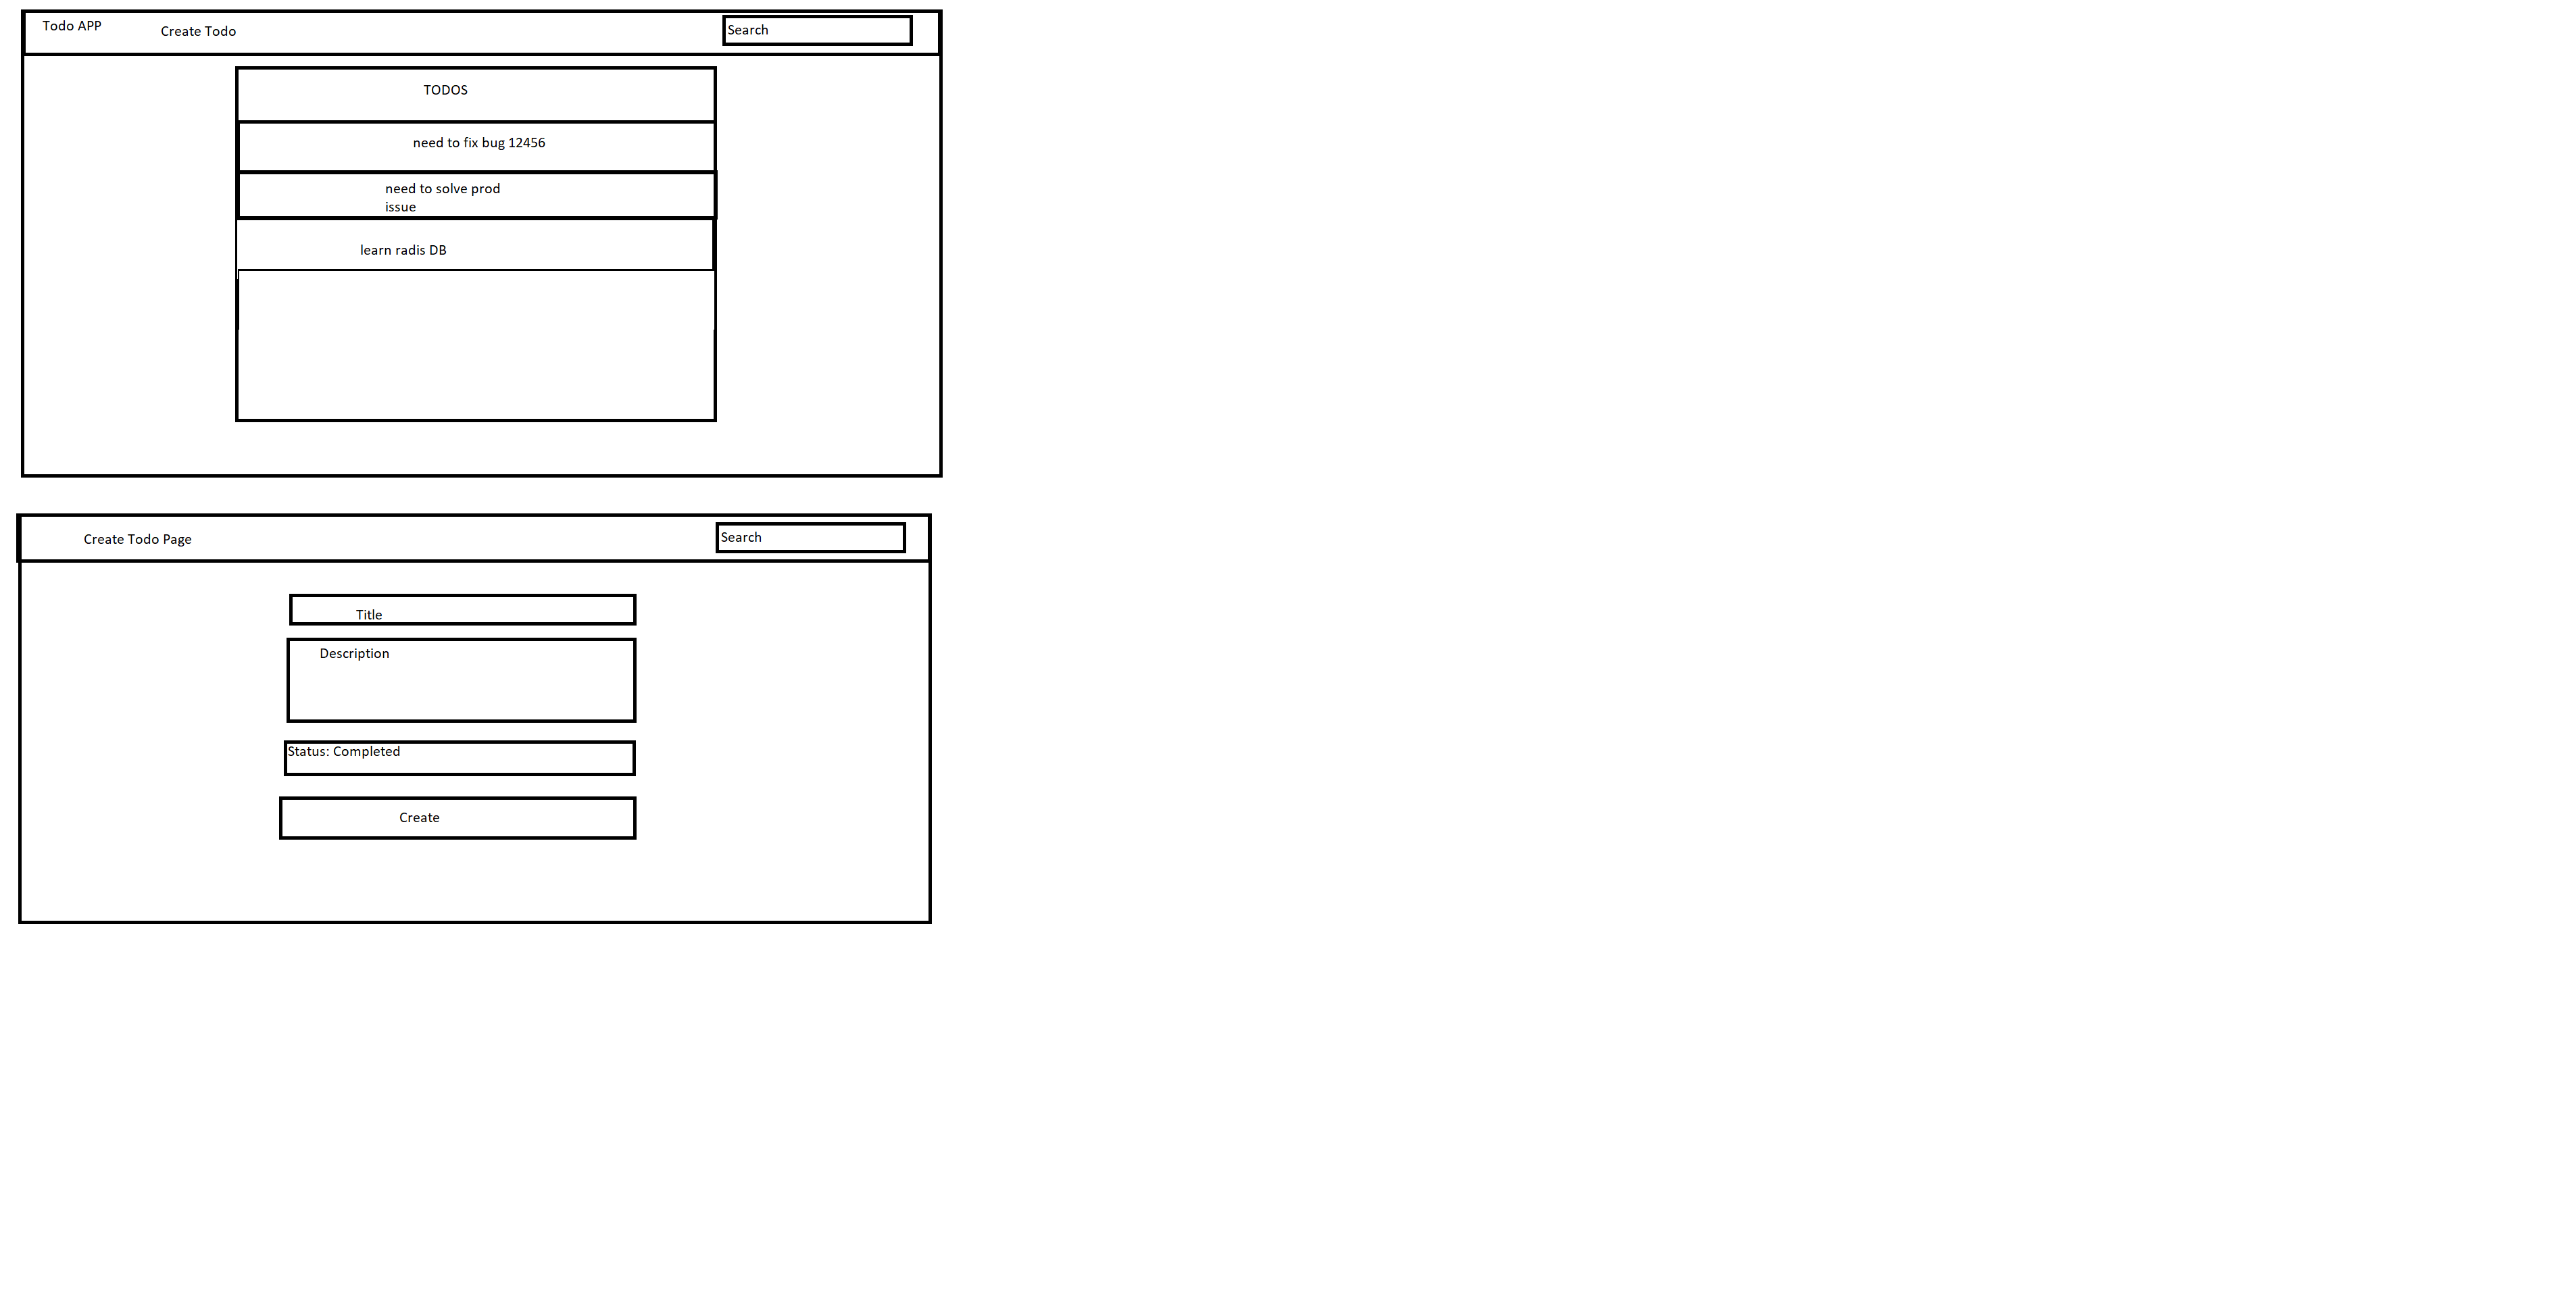 Todo APP
Create Todo
Search
TODOS
need to fix bug 12456
need to solve prod
issue
learn radis DB
Create Todo Page
Search
Title
Description
Status: Completed
Create